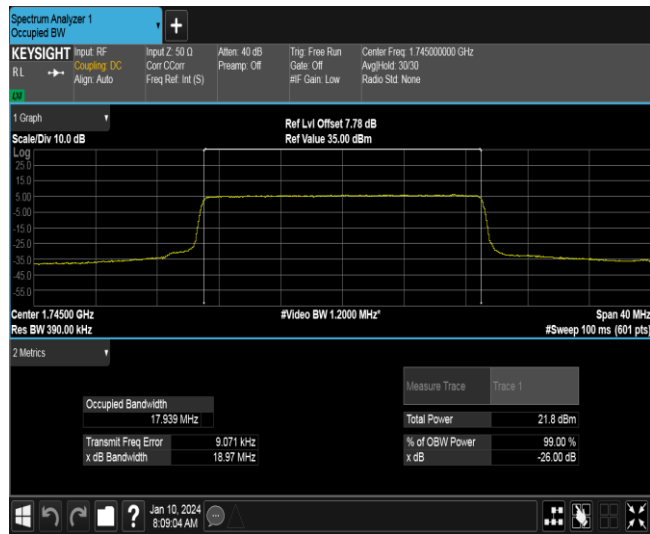 Spectrum Analyzer 1
Occupied BW
+
KEYSIGHT
RL
Input: RF
Coupling: DC
Align: Auto
Input Z: 50 Ω
Corr CCorr
Freq Ref: Int (S)
Atten: 40 dB
Preamp: Off
Trig: Free Run
Gate: Off
#IF Gain: Low
Center Freq: 1.745000000 GHz
Avg|Hold: 30/30
Radio Std: None
1 Graph
Scale/Div 10.0 dB
Ref Lvl Offset 7.78 dB
Ref Value 35.00 dBm
Log
25.0
15.0
5.00
-5.00
-15.0
-25.0
-35.0
-45.0
-55.0
Center 1.74500 GHz
#Video BW 1.2000 MHz*
Span 40 MHz
Res BW 390.00 kHz
#Sweep 100 ms (601 pts)
2 Metrics
Measure Trace Trace 1
Occupied Bandwidth
17.939 MHz
Total Power 21.8 dBm
Transmit Freq Error 9.071 kHz
% of OBW Power 99.00 %
x dB Bandwidth 18.97 MHz
x dB -26.00 dB
?
Jan 10, 2024
8:09:04 AM